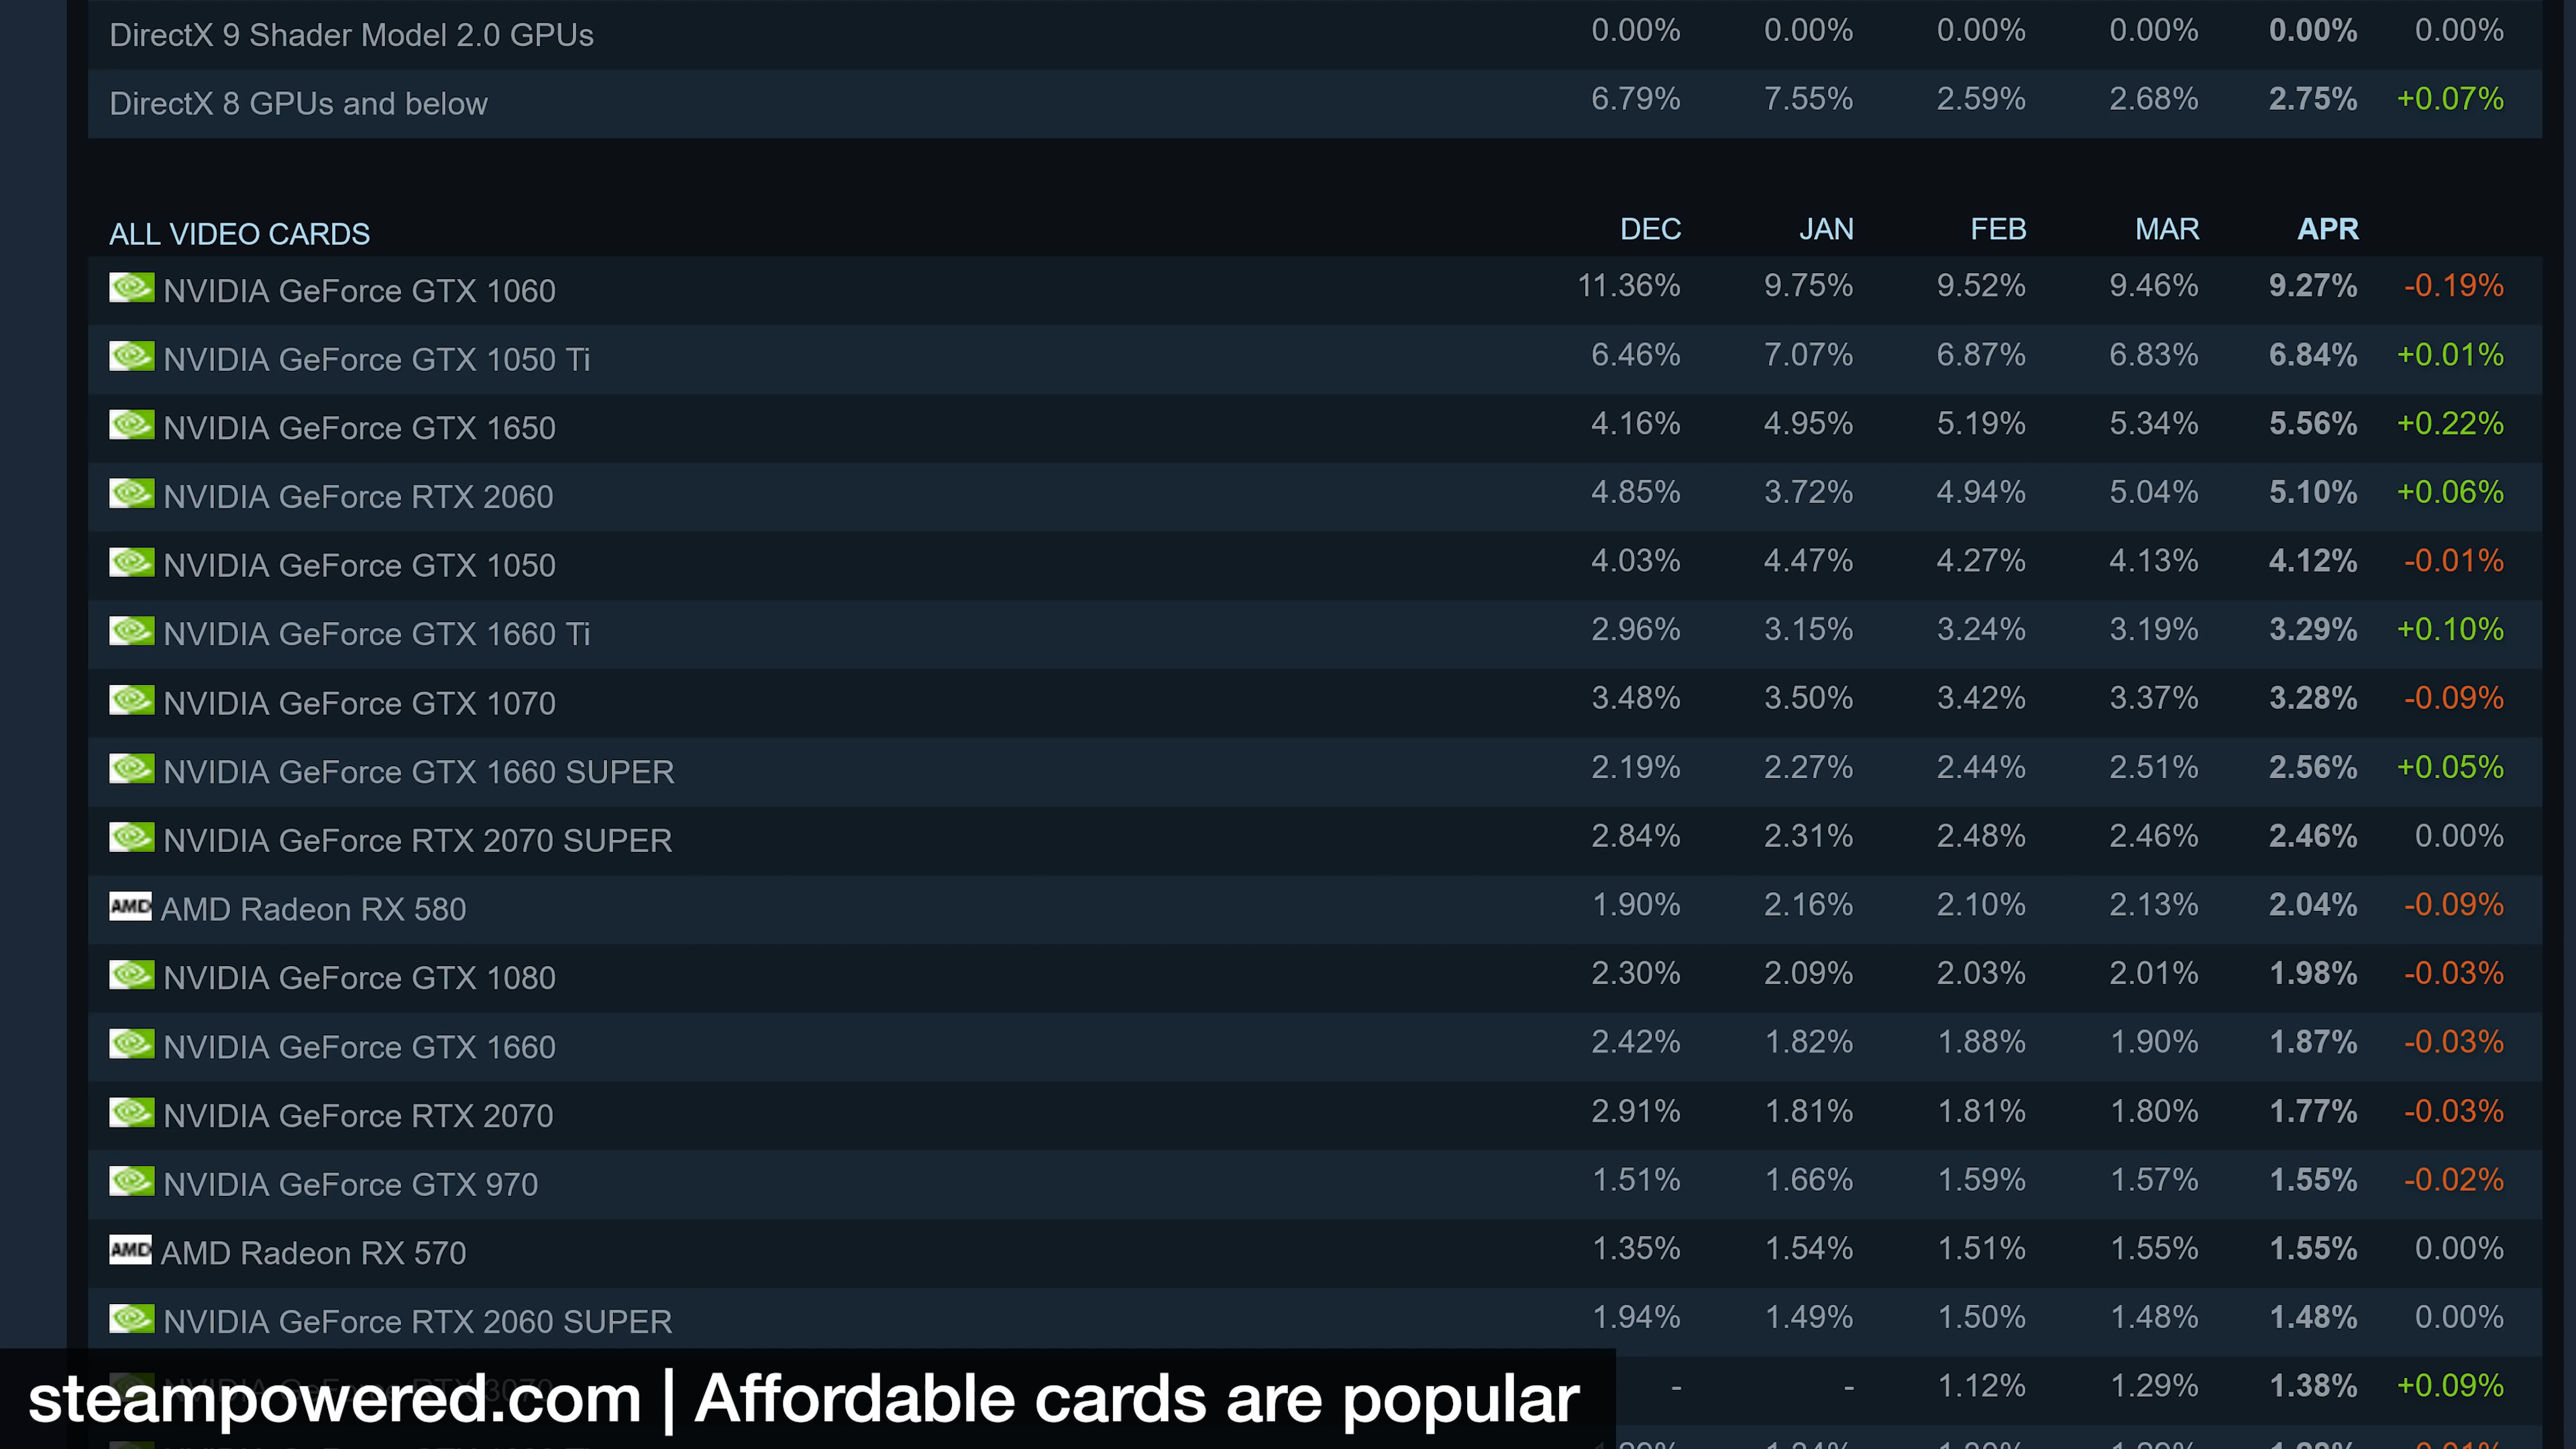 DirectX 9 Shader Model 2.0 GPUs 0.00% 0.00% 0.00% 0.00% 0.00% 0.00%
DirectX 8 GPUs and below 6.79% 7.55% 2.59% 2.68% 2.75% +0.07%
ALL VIDEO CARDS DEC JAN FEB MAR APR
NVIDIA GeForce GTX 1060 11.36% 9.75% 9.52% 9.46% 9.27% -0.19%
NVIDIA GeForce GTX 1050 Ti 6.46% 7.07% 6.87% 6.83% 6.84% +0.01%
NVIDIA GeForce GTX 1650 4.16% 4.95% 5.19% 5.34% 5.56% +0.22%
NVIDIA GeForce RTX 2060 4.85% 3.72% 4.94% 5.04% 5.10% +0.06%
NVIDIA GeForce GTX 1050 4.03% 4.47% 4.27% 4.13% 4.12% -0.01%
NVIDIA GeForce GTX 1660 Ti 2.96% 3.15% 3.24% 3.19% 3.29% +0.10%
NVIDIA GeForce GTX 1070 3.48% 3.50% 3.42% 3.37% 3.28% -0.09%
NVIDIA GeForce GTX 1660 SUPER 2.19% 2.27% 2.44% 2.51% 2.56% +0.05%
NVIDIA GeForce RTX 2070 SUPER 2.84% 2.31% 2.48% 2.46% 2.46% 0.00%
AMD AMD Radeon RX 580 1.90% 2.16% 2.10% 2.13% 2.04% -0.09%
NVIDIA GeForce GTX 1080 2.30% 2.09% 2.03% 2.01% 1.98% -0.03%
NVIDIA GeForce GTX 1660 2.42% 1.82% 1.88% 1.90% 1.87% -0.03%
NVIDIA GeForce RTX 2070 2.91% 1.81% 1.81% 1.80% 1.77% -0.03%
NVIDIA GeForce GTX 970 1.51% 1.66% 1.59% 1.57% 1.55% -0.02%
AMD AMD Radeon RX 570 1.35% 1.54% 1.51% 1.55% 1.55% 0.00%
NVIDIA GeForce RTX 2060 SUPER 1.94% 1.49% 1.50% 1.48% 1.48% 0.00%
NVIDIA GeForce RTX 3070 - - 1.12% 1.29% 1.38% +0.09%
steampowered.com | Affordable cards are popular